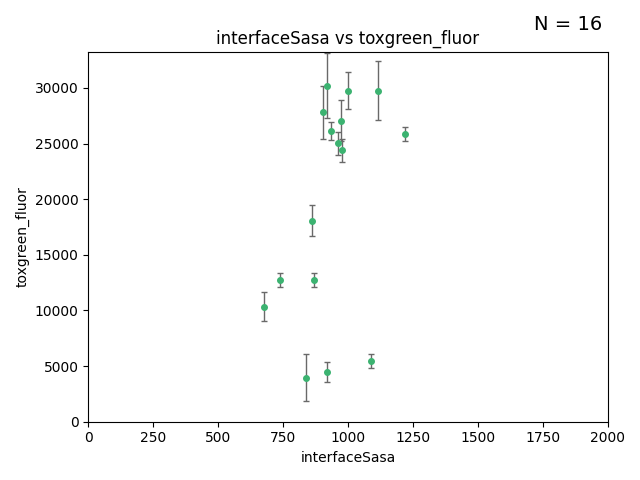 N = 16
interfaceSasa vs toxgreen_fluor
30000
25000
20000
15000
10000
5000
0
toxgreen_fluor
0 250 500 750 1000 1250 1500 1750 2000
interfaceSasa